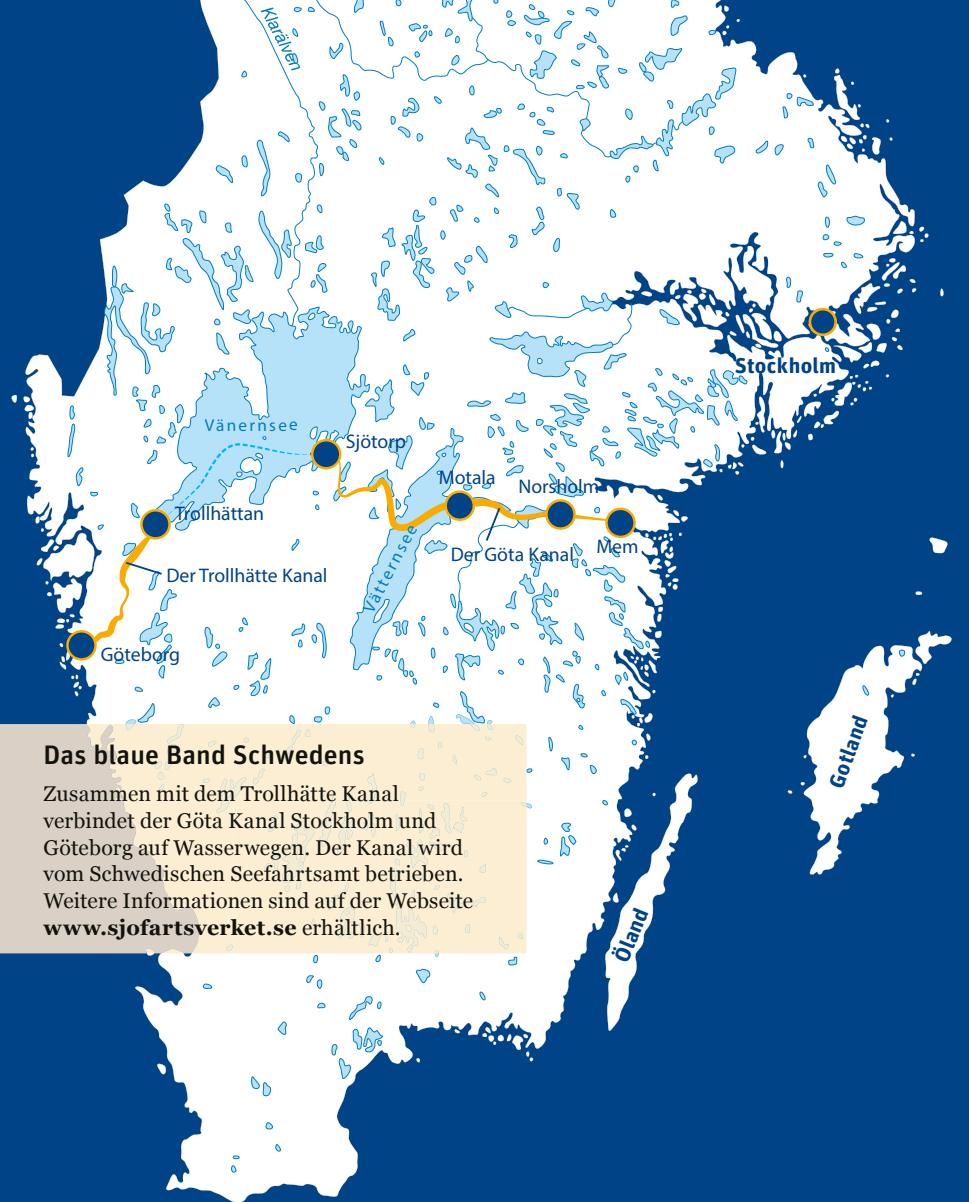 Klarälven
Stockholm
Vänernsee
Sjötorp
Motala
Norsholm
Trollhättan
Der Göta Kanal
Mem
Vätternsee
Der Trollhätte Kanal
Göteborg
Gotland
Öland
Das blaue Band Schwedens
Zusammen mit dem Trollhätte Kanal
verbindet der Göta Kanal Stockholm und
Göteborg auf Wasserwegen. Der Kanal wird
vom Schwedischen Seefahrtsamt betrieben.
Weitere Informationen sind auf der Webseite
www.sjofartsverket.se erhältlich.